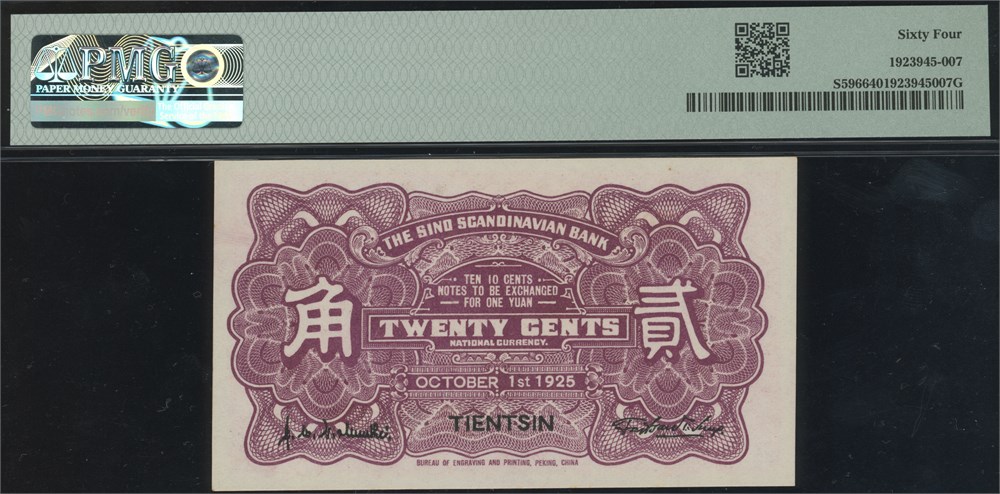 PMG
PAPER MONEY GUARANTY
Sixty Four
1923945-007
S5966401923945007G
THE SINO SCANDINAVIAN BANK
TEN 10 CENTS
NOTES TO BE EXCHANGED
FOR ONE YUAN
角
貳
TWENTY CENTS
NATIONAL CURRENCY.
OCTOBER 1st 1925
TIENTSIN
BUREAU OF ENGRAVING AND PRINTING, PEKING, CHINA